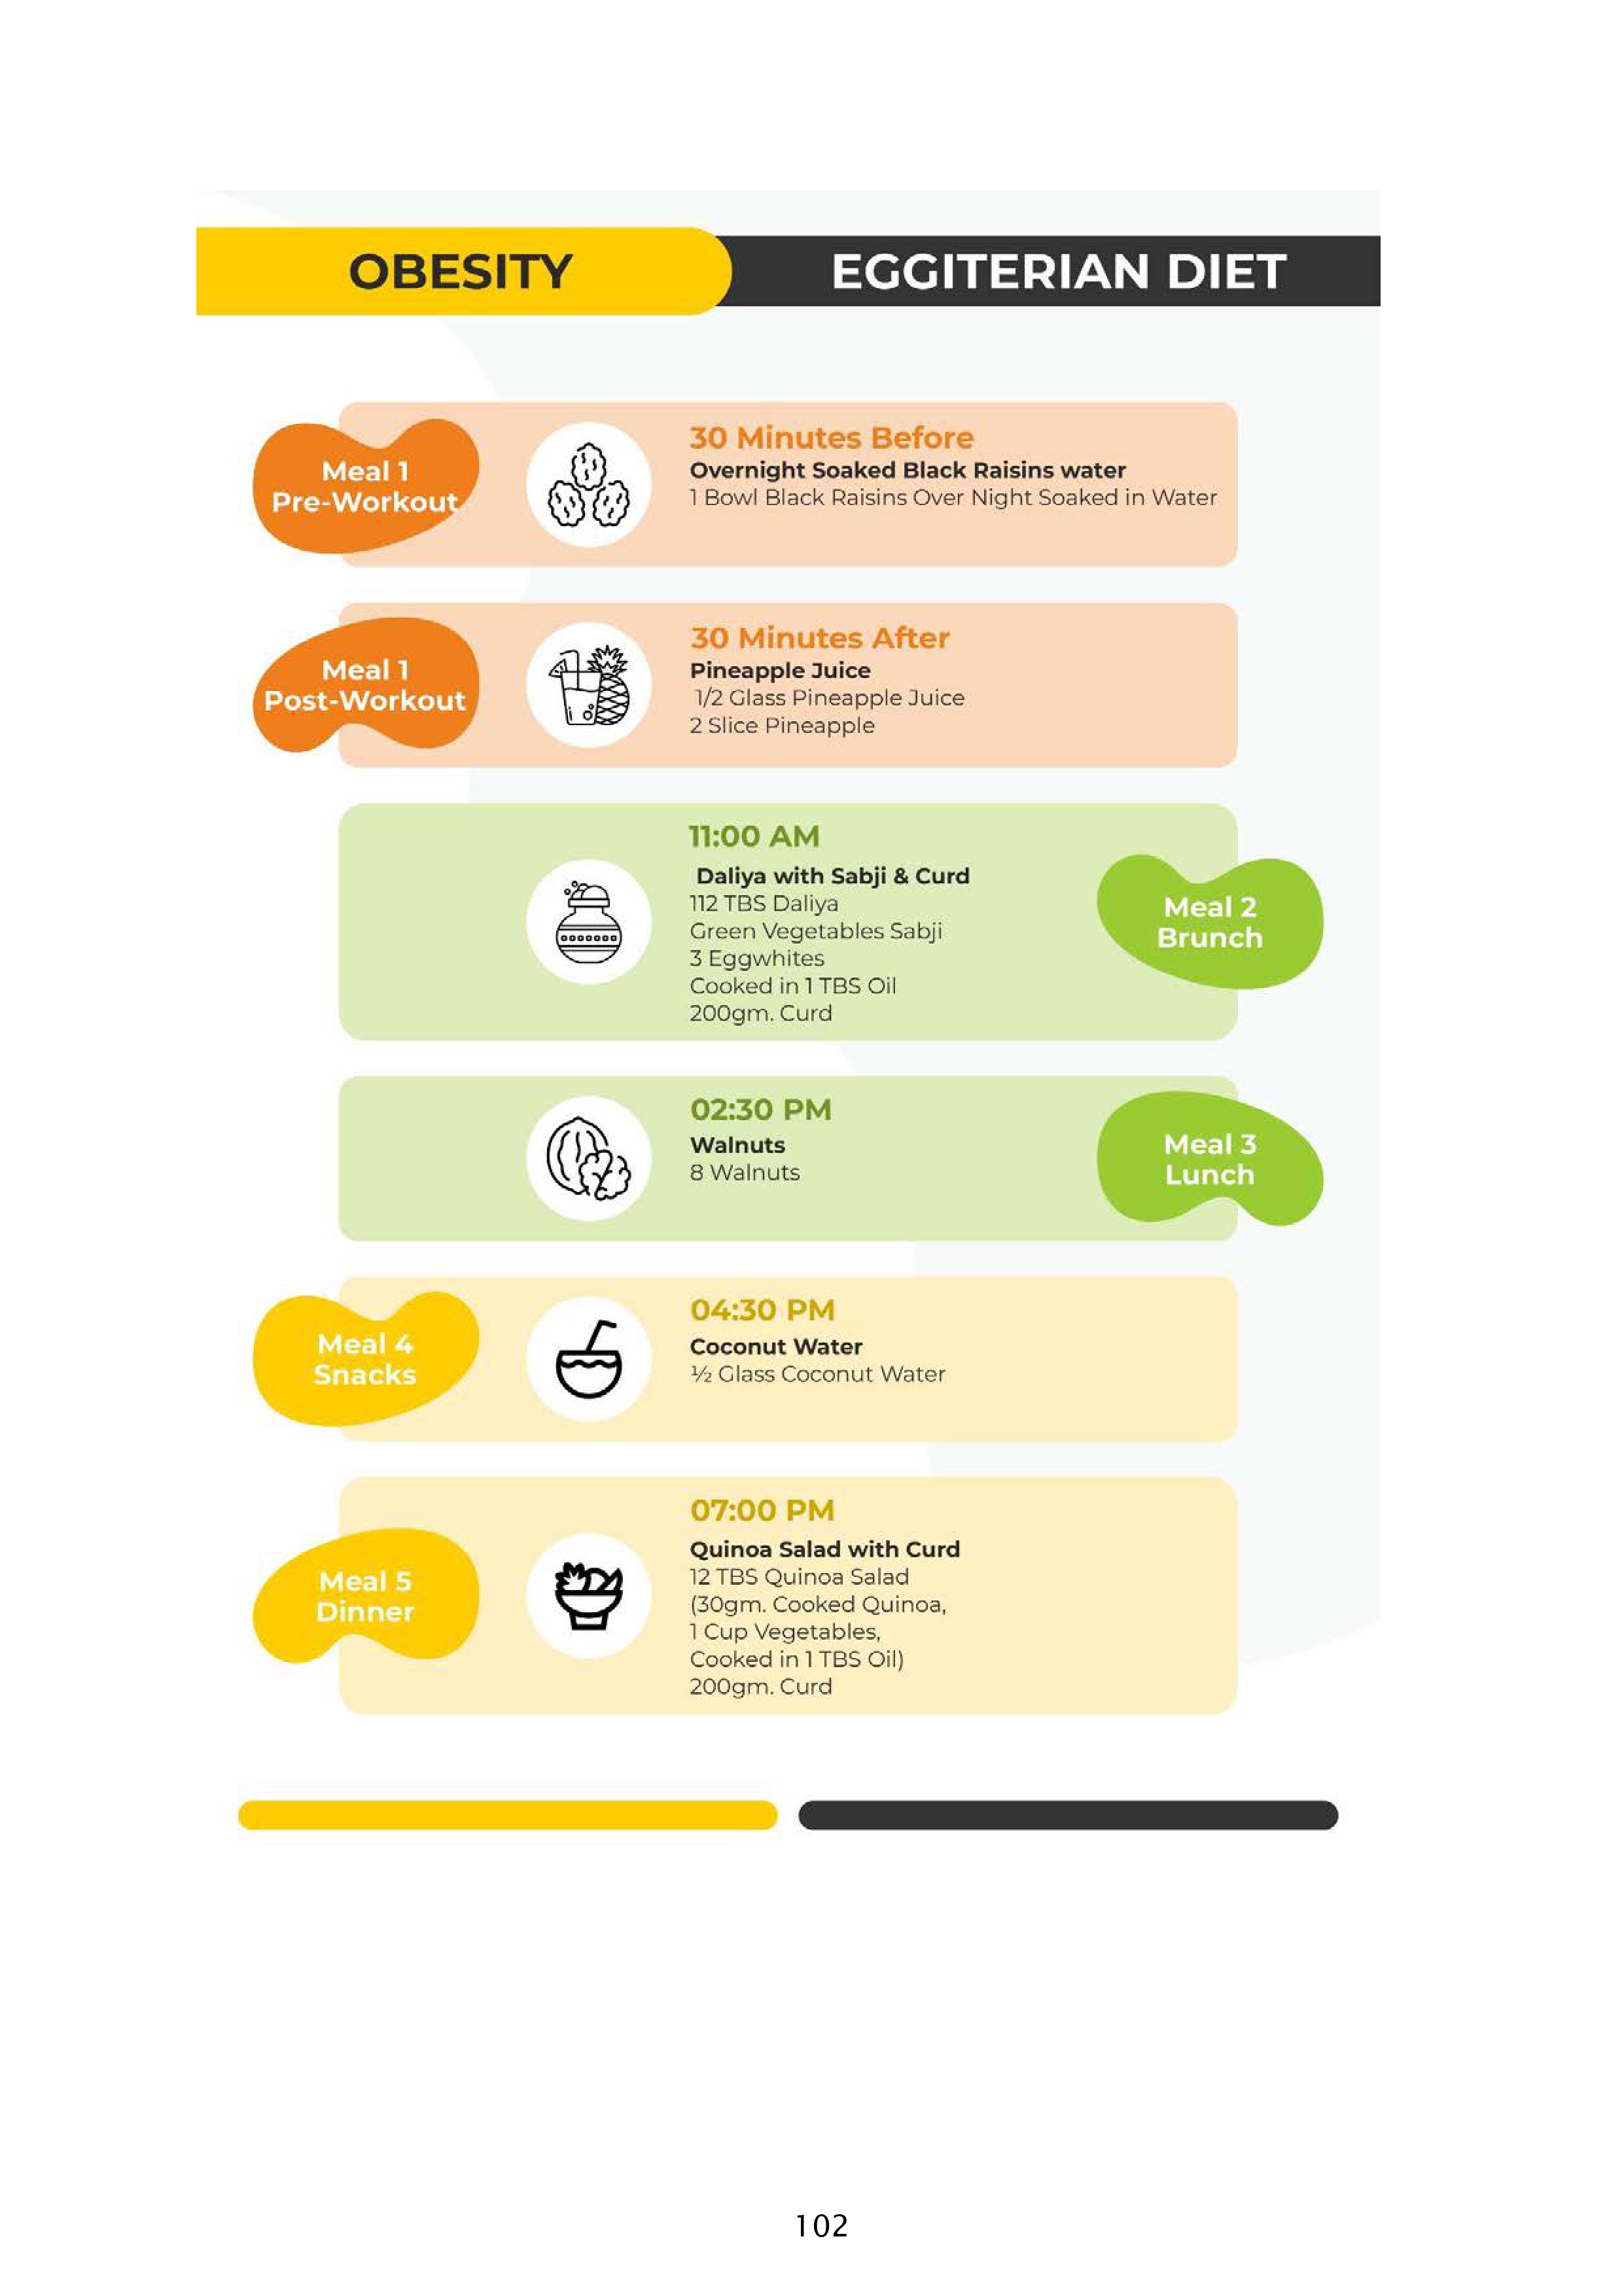 OBESITY
EGGITERIAN DIET
Meal 1
Pre-Workout
30 Minutes Before
Overnight Soaked Black Raisins water
1 Bowl Black Raisins Over Night Soaked in Water
Meal 1
Post-Workout
30 Minutes After
Pineapple Juice
1/2 Glass Pineapple Juice
2 Slice Pineapple
11:00 AM
Daliya with Sabji & Curd
112 TBS Daliya
Green Vegetables Sabji
3 Eggwhites
Cooked in 1 TBS Oil
200gm. Curd
Meal 2
Brunch
02:30 PM
Walnuts
8 Walnuts
Meal 3
Lunch
Meal 4
Snacks
04:30 PM
Coconut Water
½ Glass Coconut Water
Meal 5
Dinner
07:00 PM
Quinoa Salad with Curd
12 TBS Quinoa Salad
(30gm. Cooked Quinoa,
1 Cup Vegetables,
Cooked in 1 TBS Oil)
200gm. Curd
102